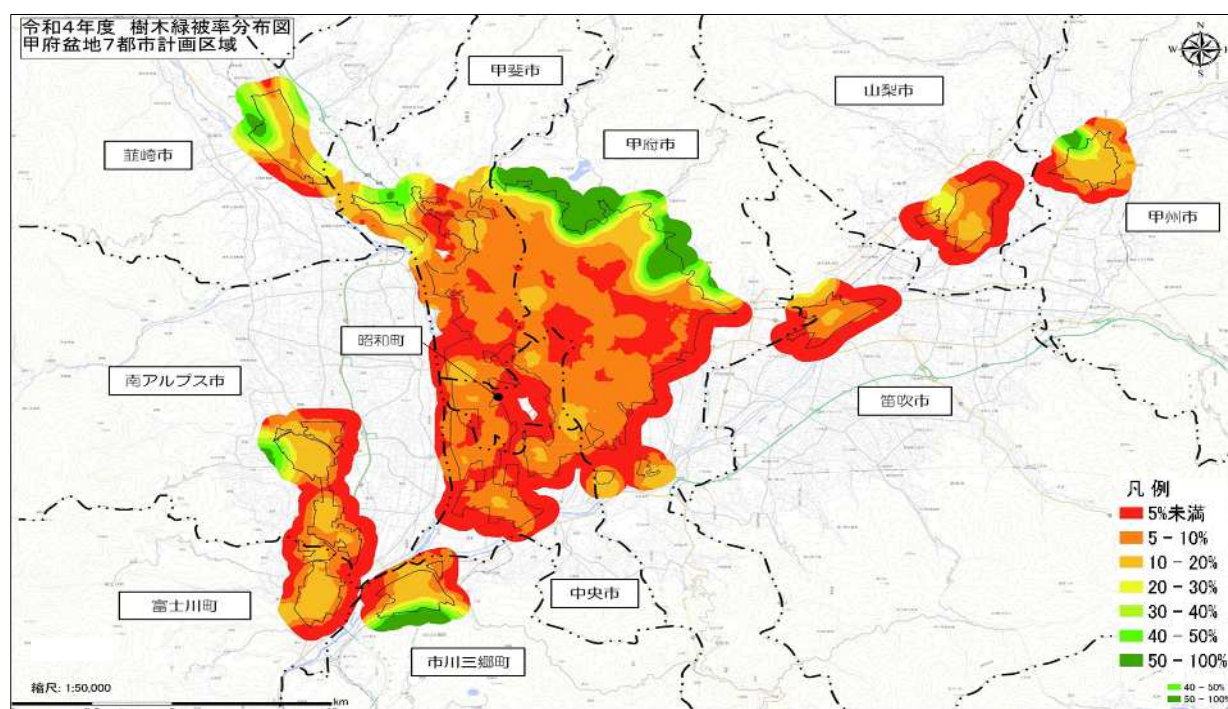 令和4年度 樹木緑被率分布図
甲府盆地7都市計画区域
N
W
S
甲斐市
山梨市
甲府市
韮崎市
甲州市
昭和町
南アルプス市
笛吹市
富士川町
中央市
市川三郷町
凡例
5%未満
5 - 10%
10 - 20%
20 - 30%
30 - 40%
40 - 50%
50 - 100%
40 - 50%
50 - 100%
縮尺: 1:50,000
km